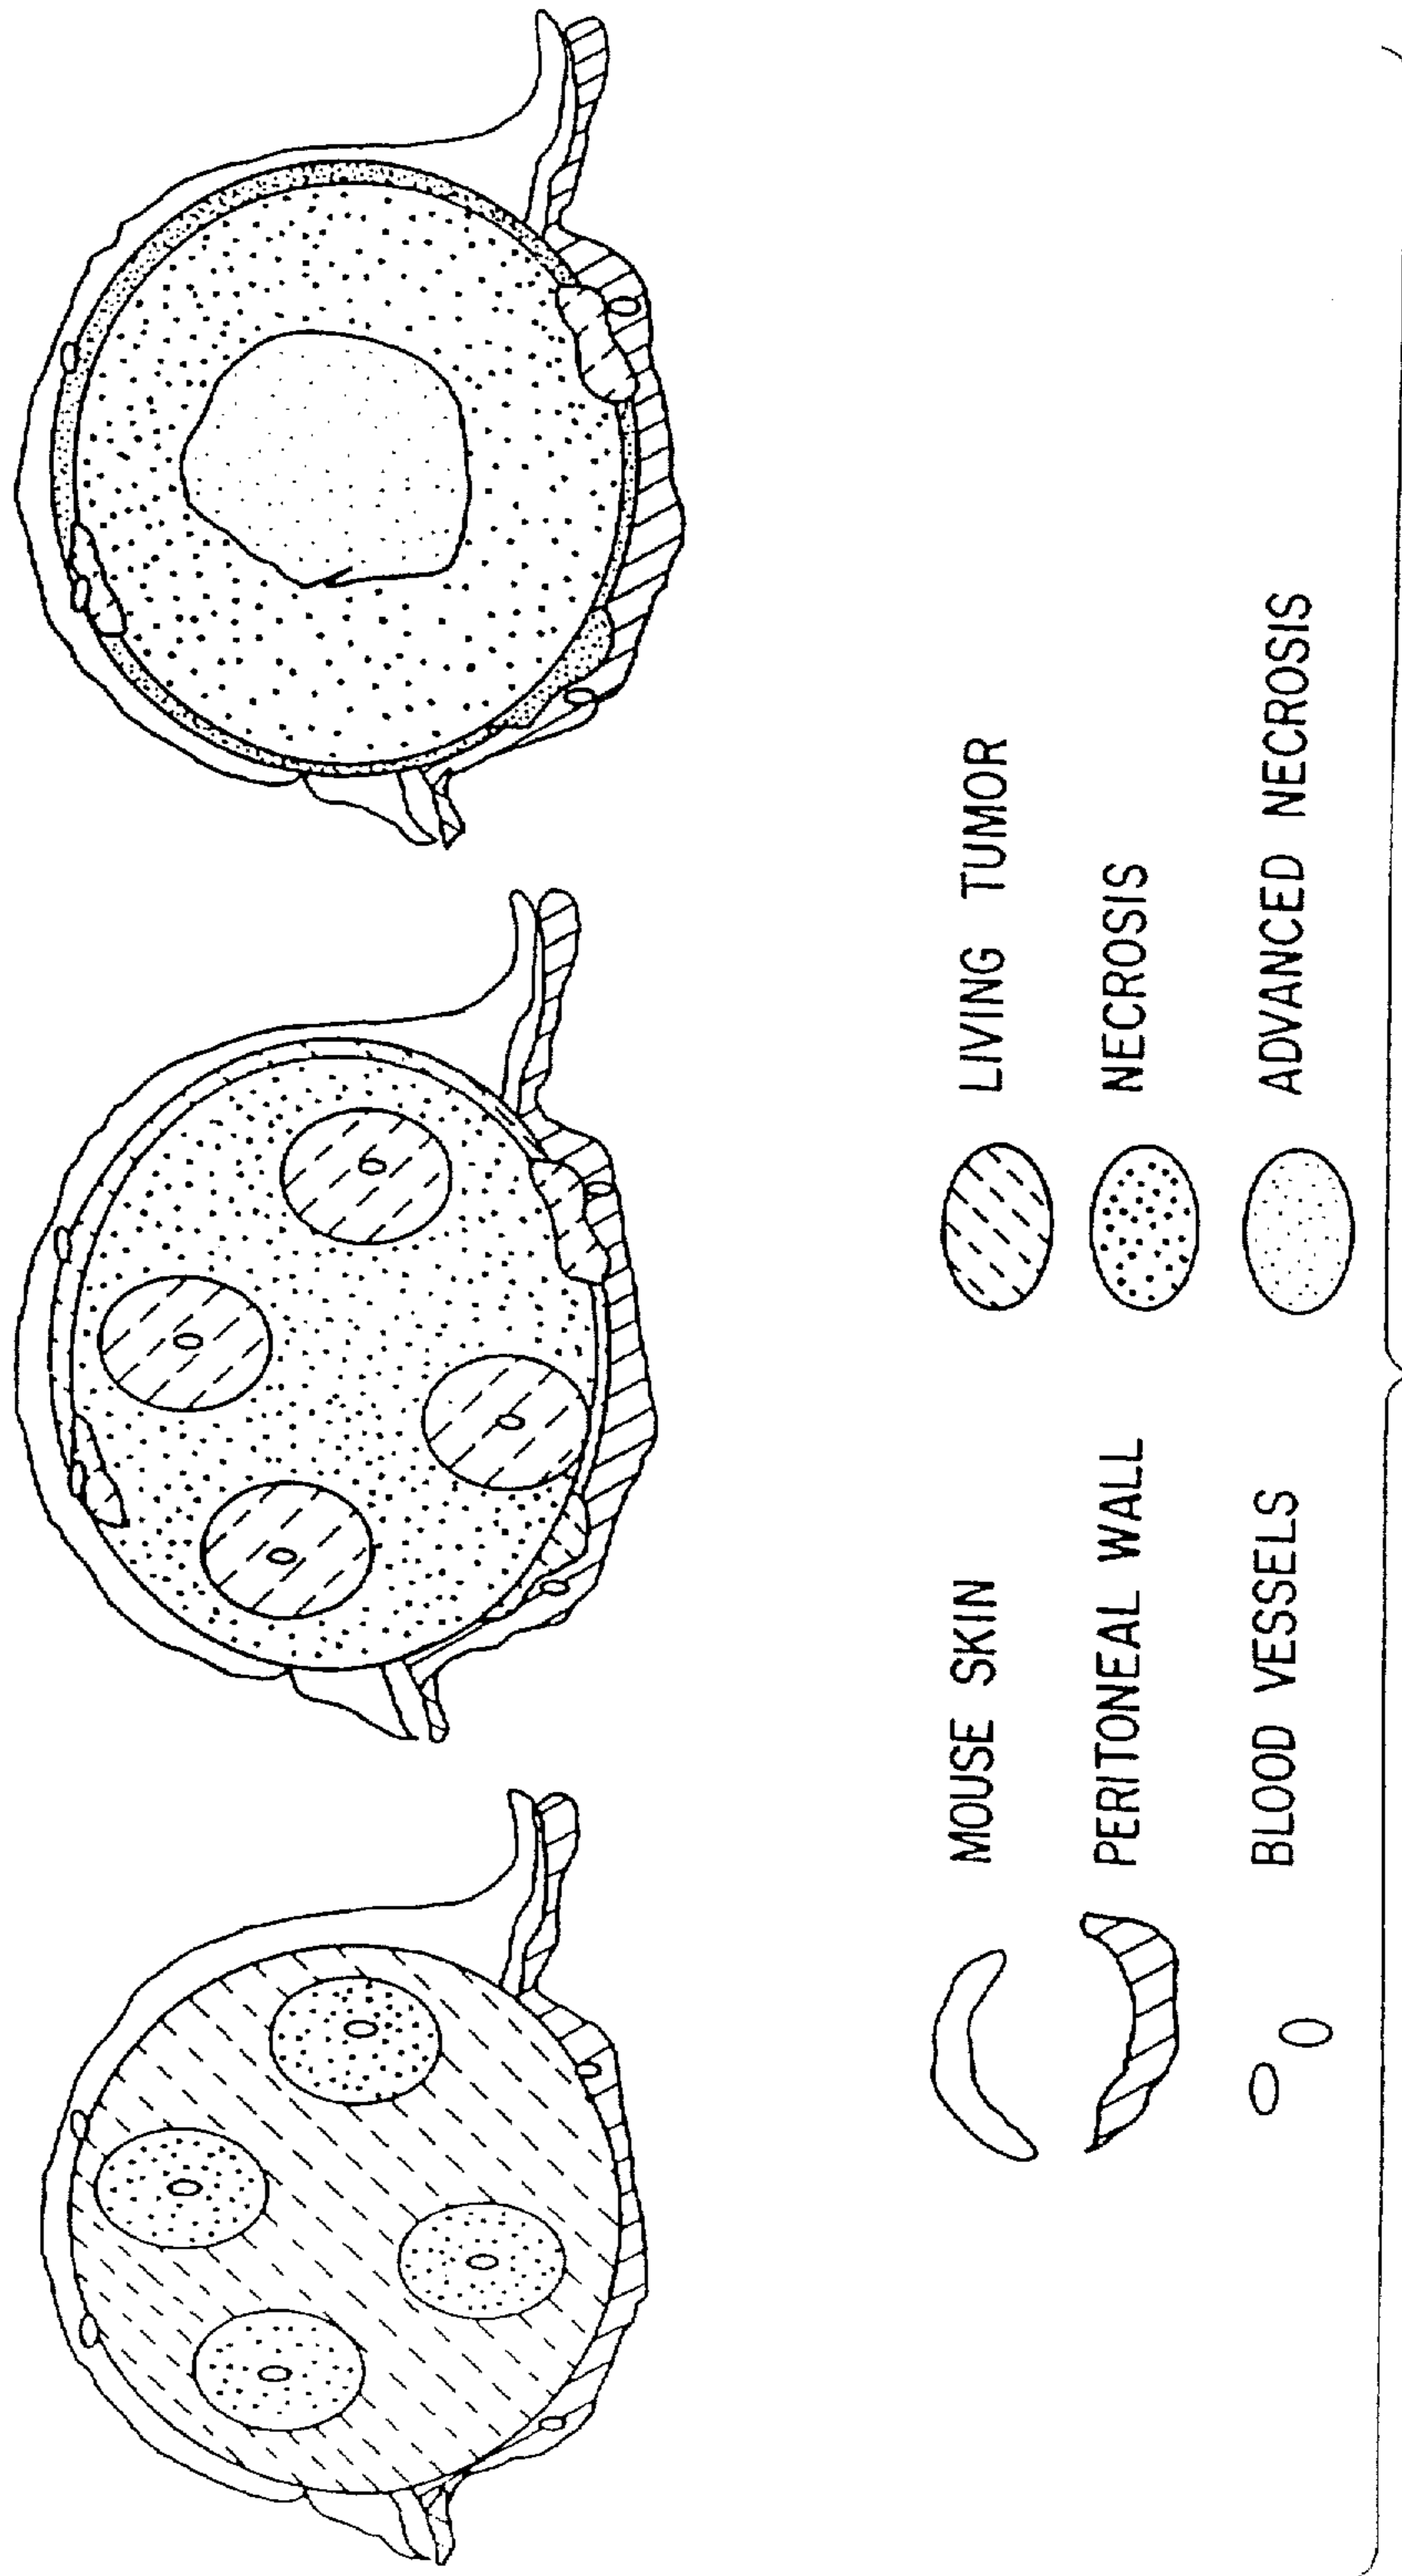 MOUSE SKIN
PERITONEAL WALL
BLOOD VESSELS
LIVING TUMOR
NECROSIS
ADVANCED NECROSIS